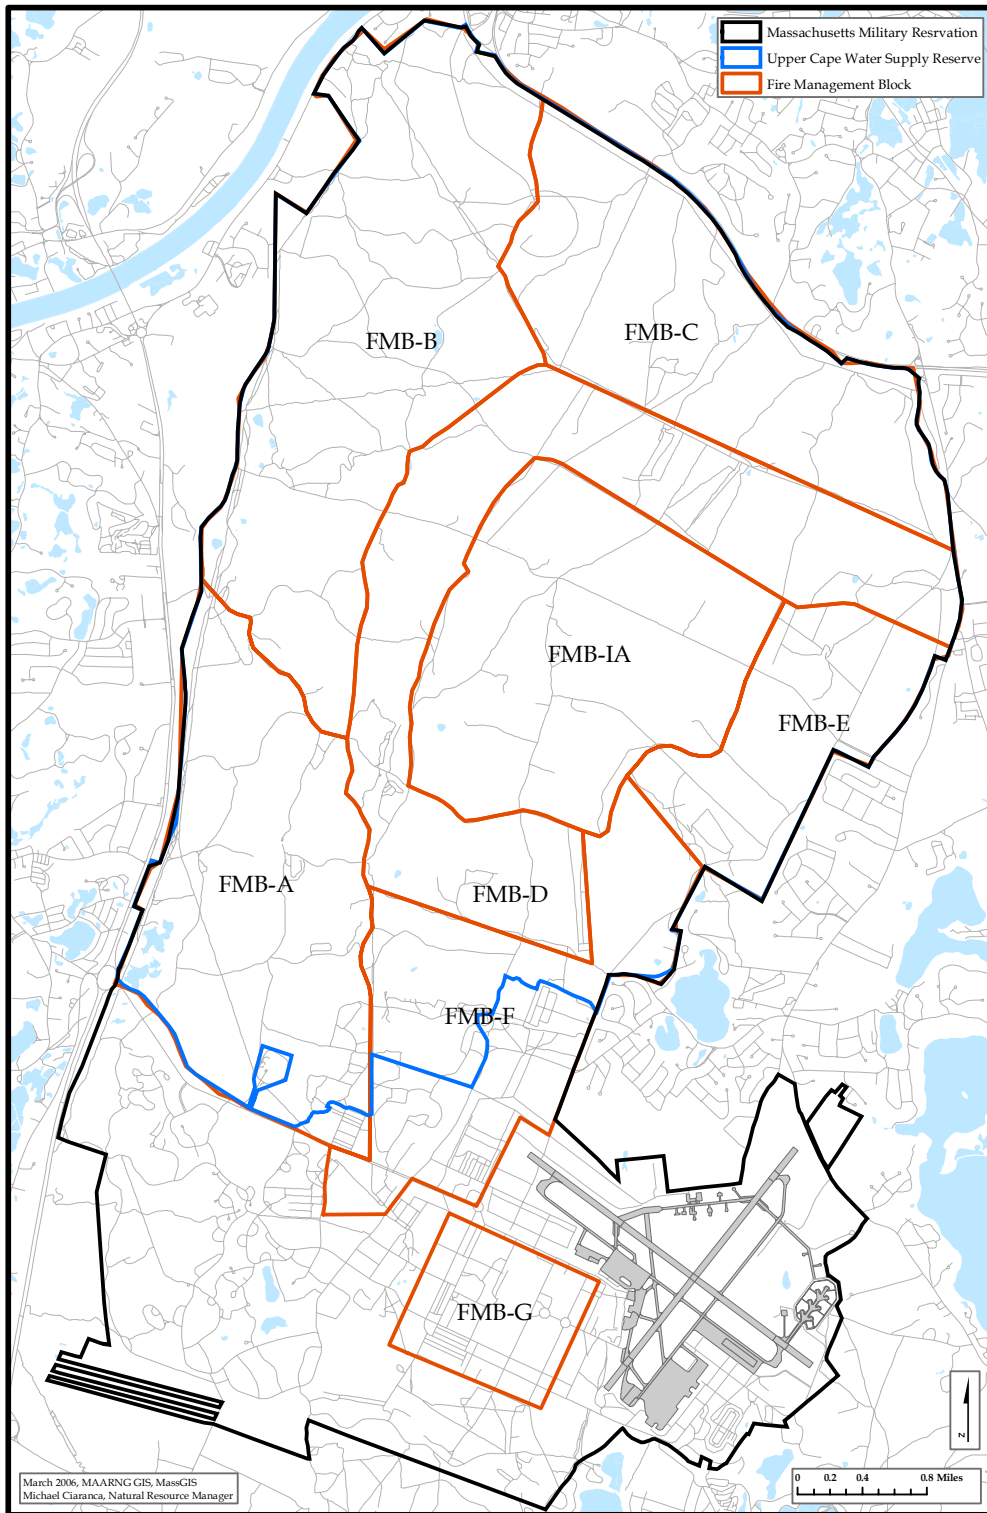 Massachusetts Military Resrvation
Upper Cape Water Supply Reserve
Fire Management Block
FMB-B
FMB-C
FMB-IA
FMB-E
FMB-A
FMB-D
FMB-F
FMB-G
N
March 2006, MAARNG GIS, MassGIS
Michael Ciaranca, Natural Resource Manager
0 0.2 0.4 0.8 Miles